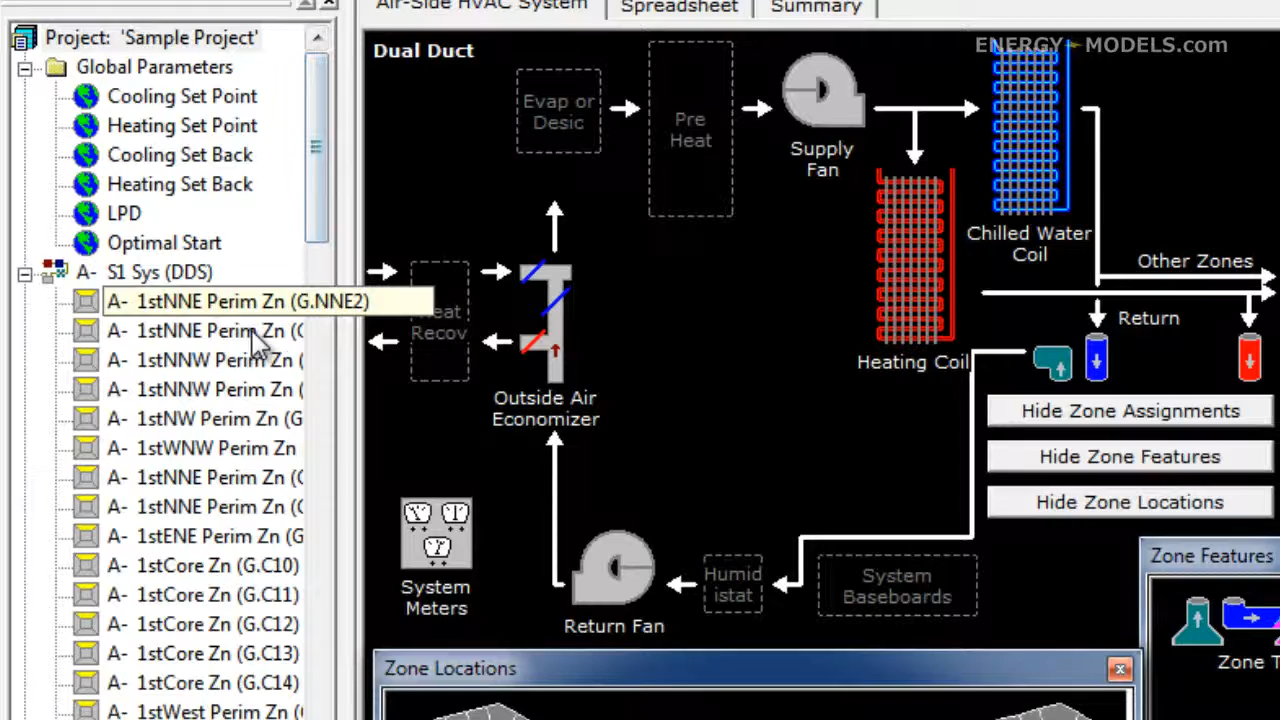 Air-Side HVAC System
Spreadsheet
Summary
ENERGY-MODELS.com
Project: 'Sample Project'
Global Parameters
Cooling Set Point
Heating Set Point
Cooling Set Back
Heating Set Back
LPD
Optimal Start
A- S1 Sys (DDS)
A- 1stNNE Perim Zn (G.NNE2)
A- 1stNNE Perim Zn (
A- 1stNNW Perim Zn (
A- 1stNNW Perim Zn (
A- 1stNW Perim Zn (G
A- 1stWNW Perim Zn
A- 1stNNE Perim Zn (
A- 1stNNE Perim Zn (
A- 1stENE Perim Zn (G
A- 1stCore Zn (G.C10)
A- 1stCore Zn (G.C11)
A- 1stCore Zn (G.C12)
A- 1stCore Zn (G.C13)
A- 1stCore Zn (G.C14)
A- 1stWest Perim Zn (
Dual Duct
Evap or
Desic
Pre
Heat
Supply
Fan
Chilled Water
Coil
Heating Coil
Other Zones
Return
Heat
Recov
Outside Air
Economizer
Hide Zone Assignments
Hide Zone Features
Hide Zone Locations
System
Meters
Return Fan
Humid
istat
System
Baseboards
Zone Features
Zone T
Zone Locations